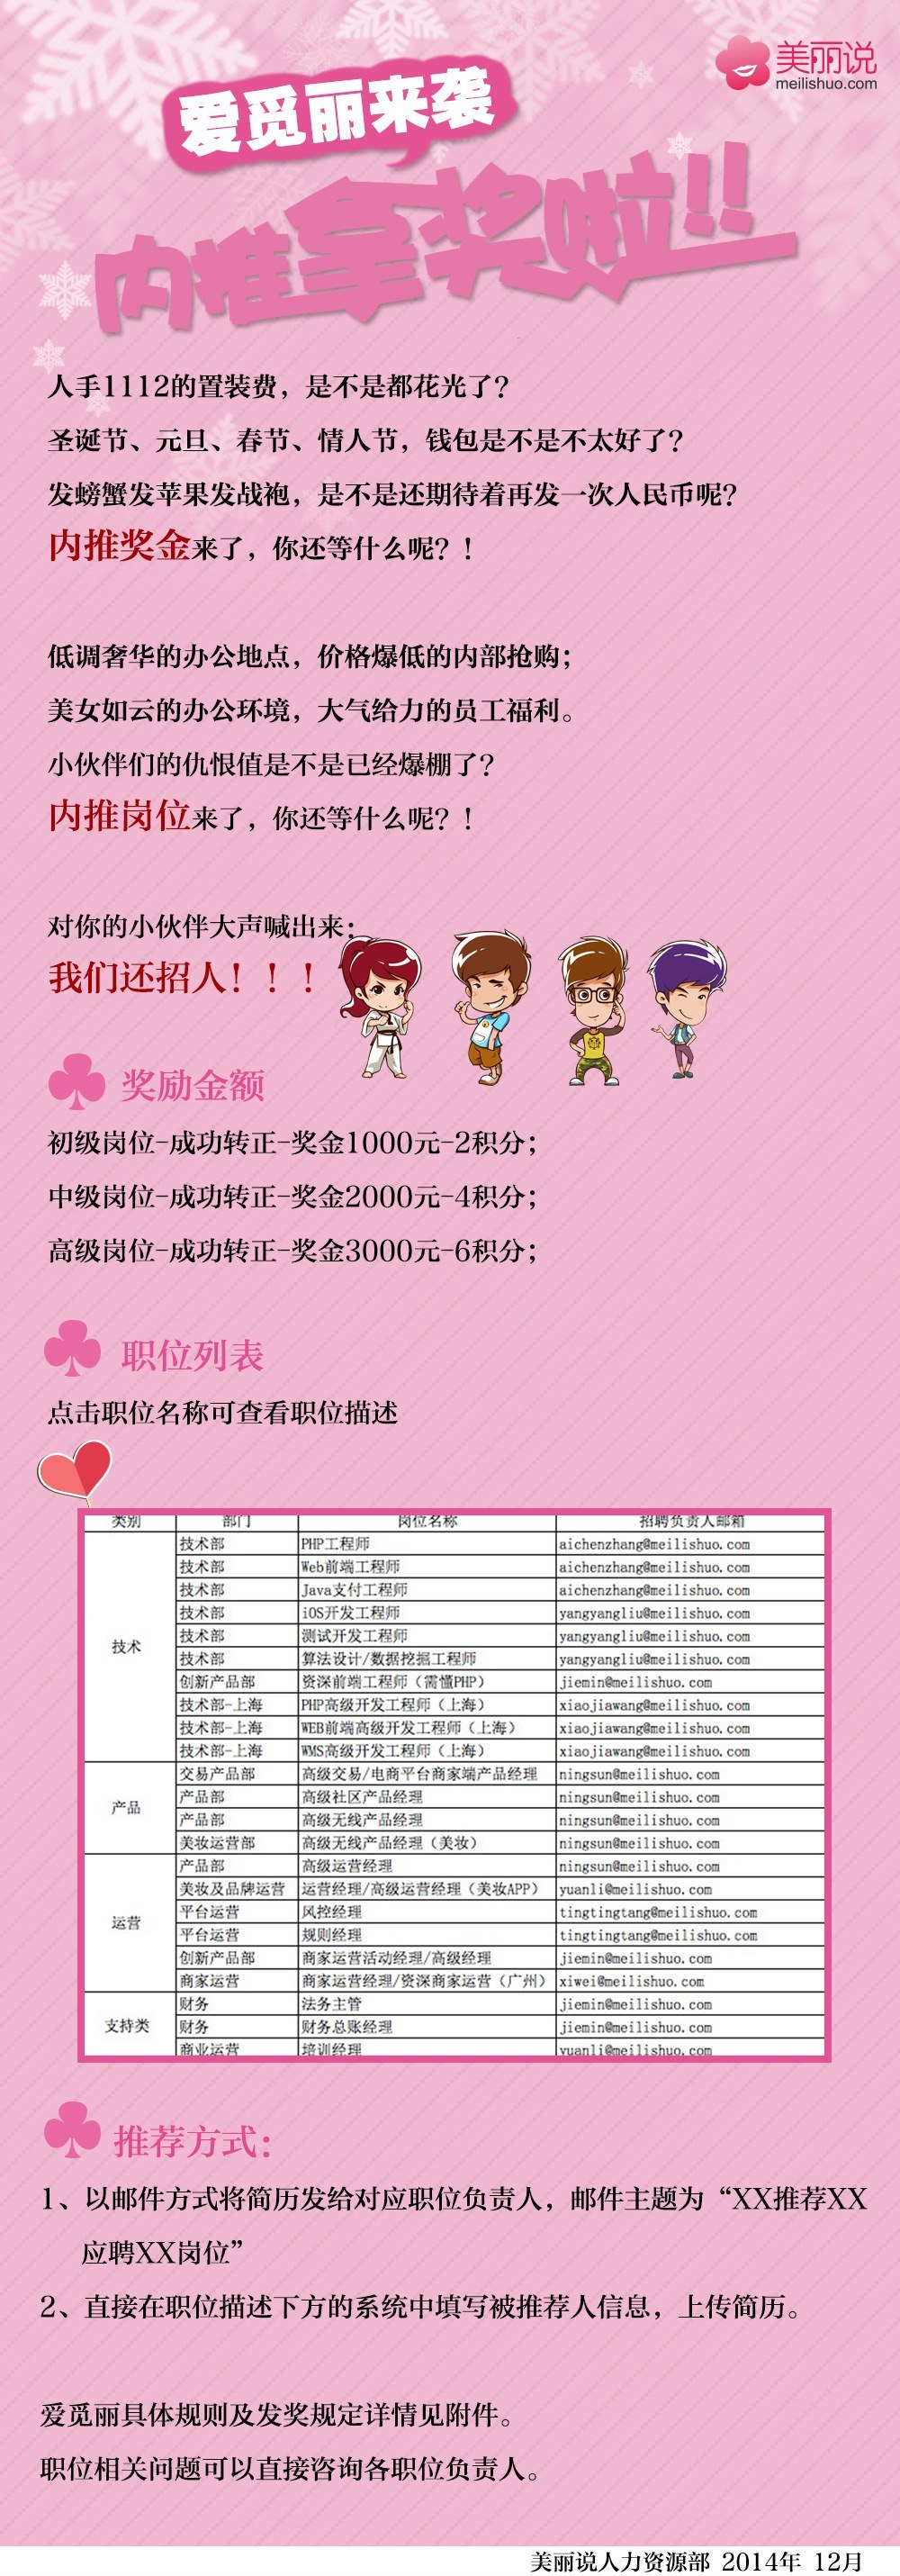 美丽说
meilishuo.com
爱觅丽来袭
内推拿奖啦!!
人手1112的置装费，是不是都花光了？
圣诞节、元旦、春节、情人节，钱包是不是不太好了？
发螃蟹发苹果发战袍，是不是还期待着再发一次人民币呢？
内推奖金来了，你还等什么呢？！
低调奢华的办公地点，价格爆低的内部抢购；
美女如云的办公环境，大气给力的员工福利。
小伙伴们的仇恨值是不是已经爆棚了？
内推岗位来了，你还等什么呢？！
对你的小伙伴大声喊出来：
我们还招人！！！
奖励金额
初级岗位-成功转正-奖金1000元-2积分；
中级岗位-成功转正-奖金2000元-4积分；
高级岗位-成功转正-奖金3000元-6积分；
职位列表
点击职位名称可查看职位描述
类别 部门 岗位名称 招聘负责人邮箱
技术部 PHP工程师 aichenzhang@meilishuo.com
技术部 Web前端工程师 aichenzhang@meilishuo.com
技术部 Java支付工程师 aichenzhang@meilishuo.com
技术部 iOS开发工程师 yangyangliu@meilishuo.com
技术部 测试开发工程师 yangyangliu@meilishuo.com
技术 技术部 算法设计/数据挖掘工程师 yangyangliu@meilishuo.com
创新产品部 资深前端工程师（需懂PHP） jiemin@meilishuo.com
技术部-上海 PHP高级开发工程师（上海） xiaojiawang@meilishuo.com
技术部-上海 WEB前端高级开发工程师（上海） xiaojiawang@meilishuo.com
技术部-上海 WMS高级开发工程师（上海） xiaojiawang@meilishuo.com
交易产品部 高级交易/电商平台商家端产品经理 ningsun@meilishuo.com
产品 产品部 高级社区产品经理 ningsun@meilishuo.com
产品部 高级无线产品经理 ningsun@meilishuo.com
美妆运营部 高级无线产品经理（美妆） ningsun@meilishuo.com
产品部 高级运营经理 ningsun@meilishuo.com
美妆及品牌运营 运营经理/高级运营经理（美妆APP） yuanli@meilishuo.com
运营 平台运营 风控经理 tingtingtang@meilishuo.com
平台运营 规则经理 tingtingtang@meilishuo.com
创新产品部 商家运营活动经理/高级经理 jiemin@meilishuo.com
商家运营 商家运营经理/资深商家运营（广州） xiwei@meilishuo.com
财务 法务主管 jiemin@meilishuo.com
支持类 财务 财务总账经理 jiemin@meilishuo.com
商业运营 培训经理 yuanli@meilishuo.com
推荐方式：
1、以邮件方式将简历发给对应职位负责人，邮件主题为“XX推荐XX
应聘XX岗位”
2、直接在职位描述下方的系统中填写被推荐人信息，上传简历。
爱觅丽具体规则及发奖规定详情见附件。
职位相关问题可以直接咨询各职位负责人。
美丽说人力资源部 2014年 12月